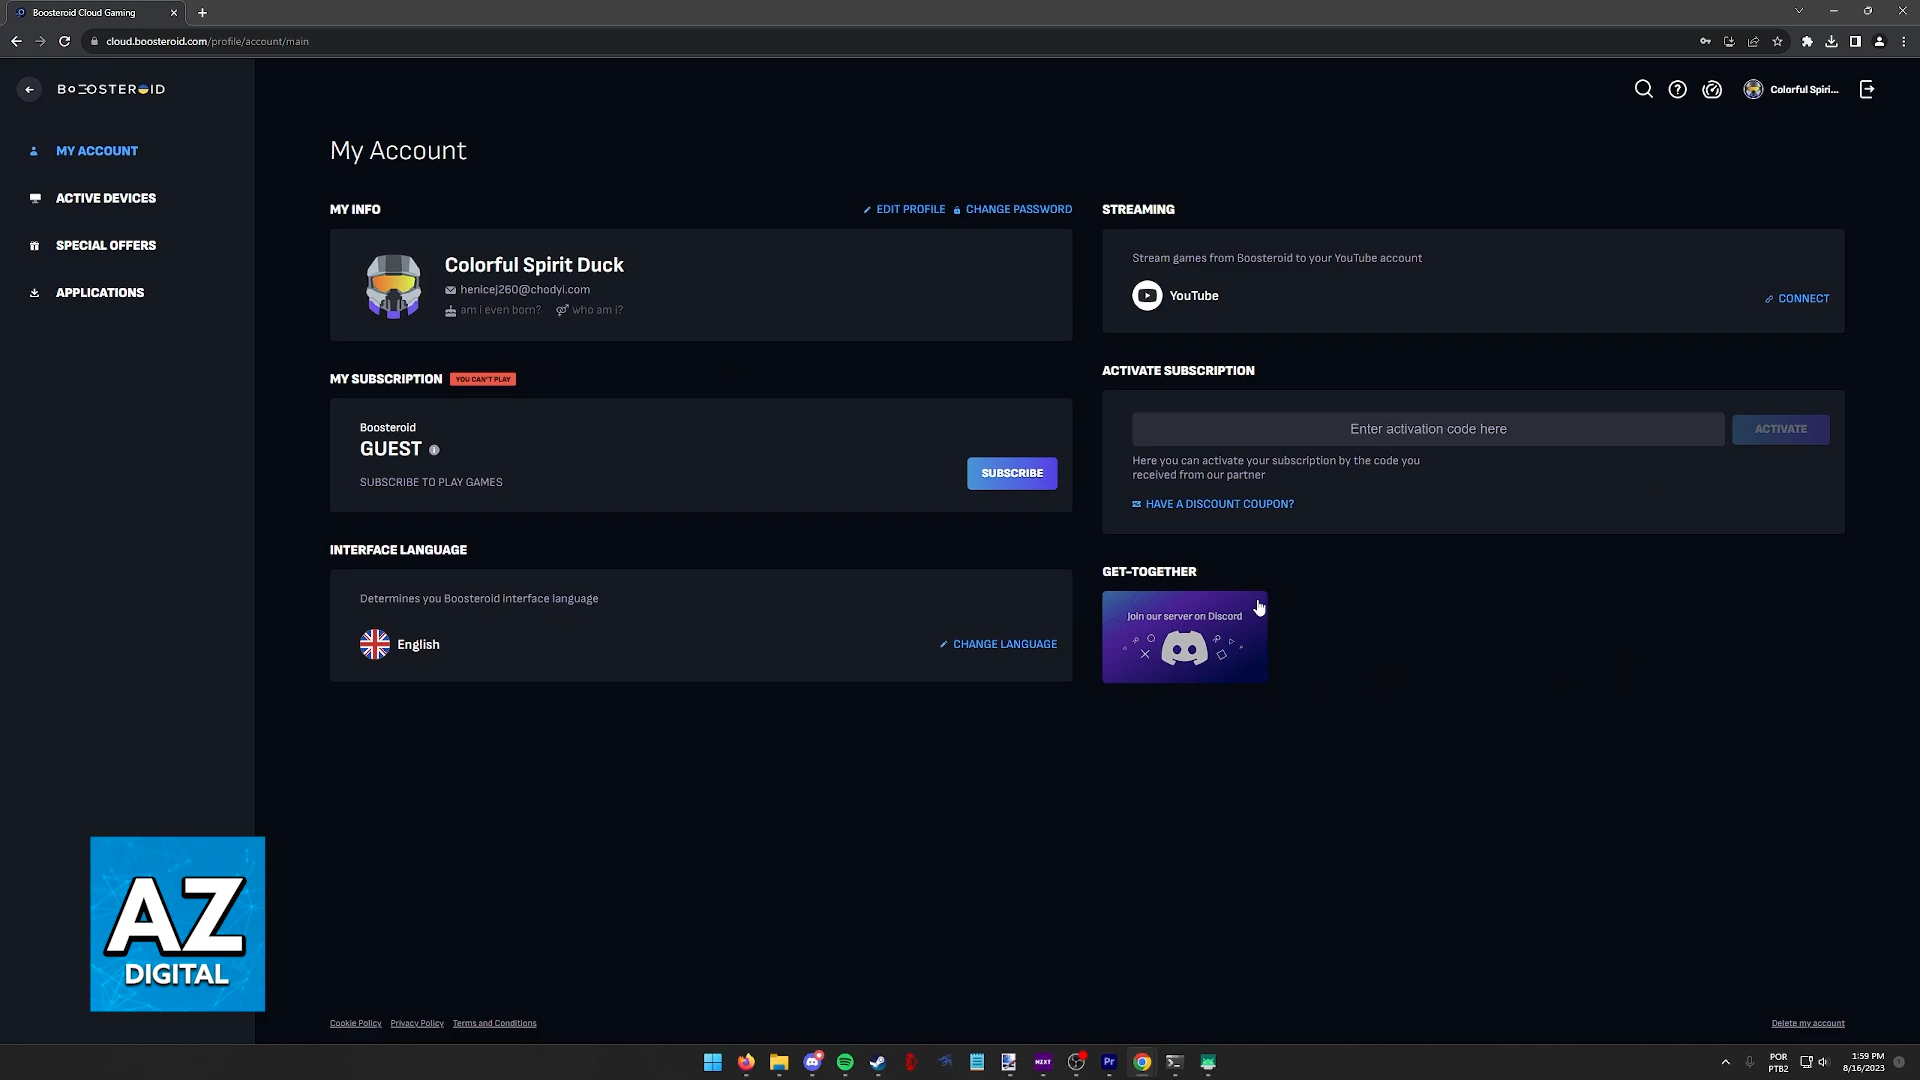 Boosteroid Cloud Gaming
cloud.boosteroid.com/profile/account/main
BOOSTEROID
Colorful Spiri...
MY ACCOUNT
ACTIVE DEVICES
SPECIAL OFFERS
APPLICATIONS
My Account
MY INFO
EDIT PROFILE
CHANGE PASSWORD
Colorful Spirit Duck
henicej260@chodyi.com
am i even born?
who am i?
MY SUBSCRIPTION
YOU CAN'T PLAY
Boosteroid
GUEST
SUBSCRIBE TO PLAY GAMES
SUBSCRIBE
INTERFACE LANGUAGE
Determines you Boosteroid interface language
English
CHANGE LANGUAGE
STREAMING
Stream games from Boosteroid to your YouTube account
YouTube
CONNECT
ACTIVATE SUBSCRIPTION
Enter activation code here
ACTIVATE
Here you can activate your subscription by the code you
received from our partner
HAVE A DISCOUNT COUPON?
GET-TOGETHER
Join our server on Discord
AZ
DIGITAL
Cookie Policy
Privacy Policy
Terms and Conditions
Delete my account
NZXT
Pr
POR
PTB2
1:59 PM
8/16/2023